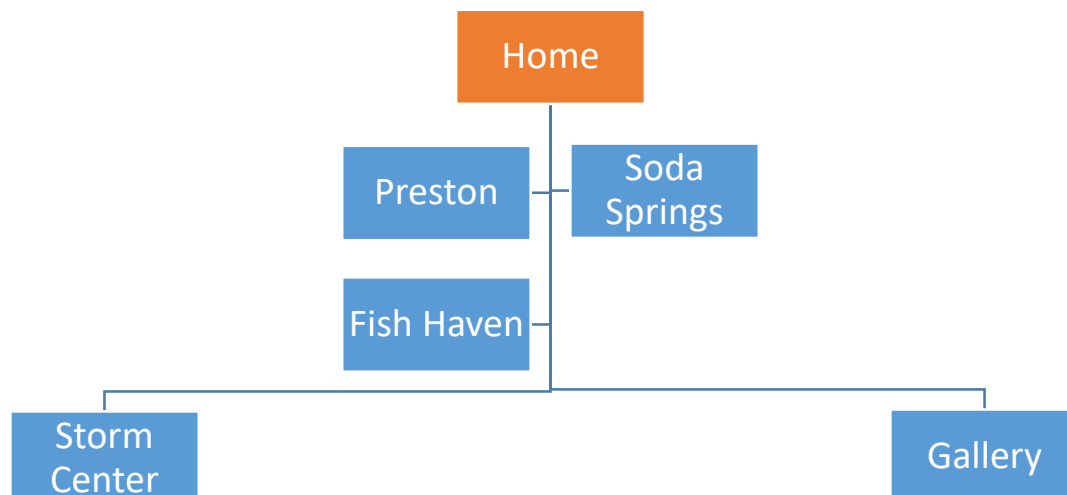 Home
Preston
Soda
Springs
Fish Haven
Storm
Center
Gallery